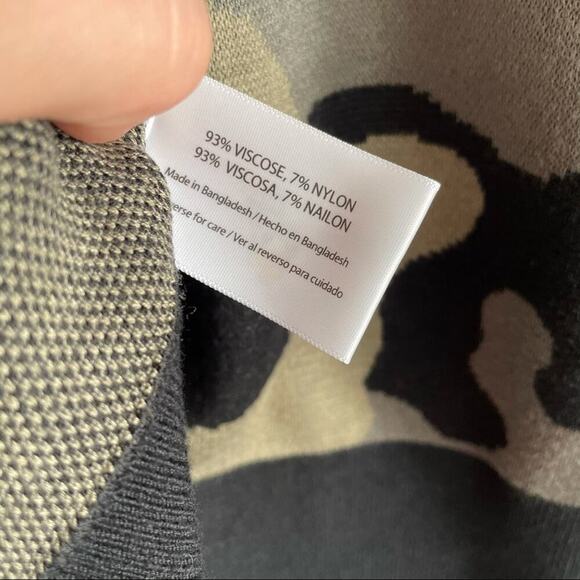 93% VISCOSE, 7% NYLON
93% VISCOSA, 7% NAILON
Made in Bangladesh / Hecho en Bangladesh
erse for care / Ver al reverso para cuidado